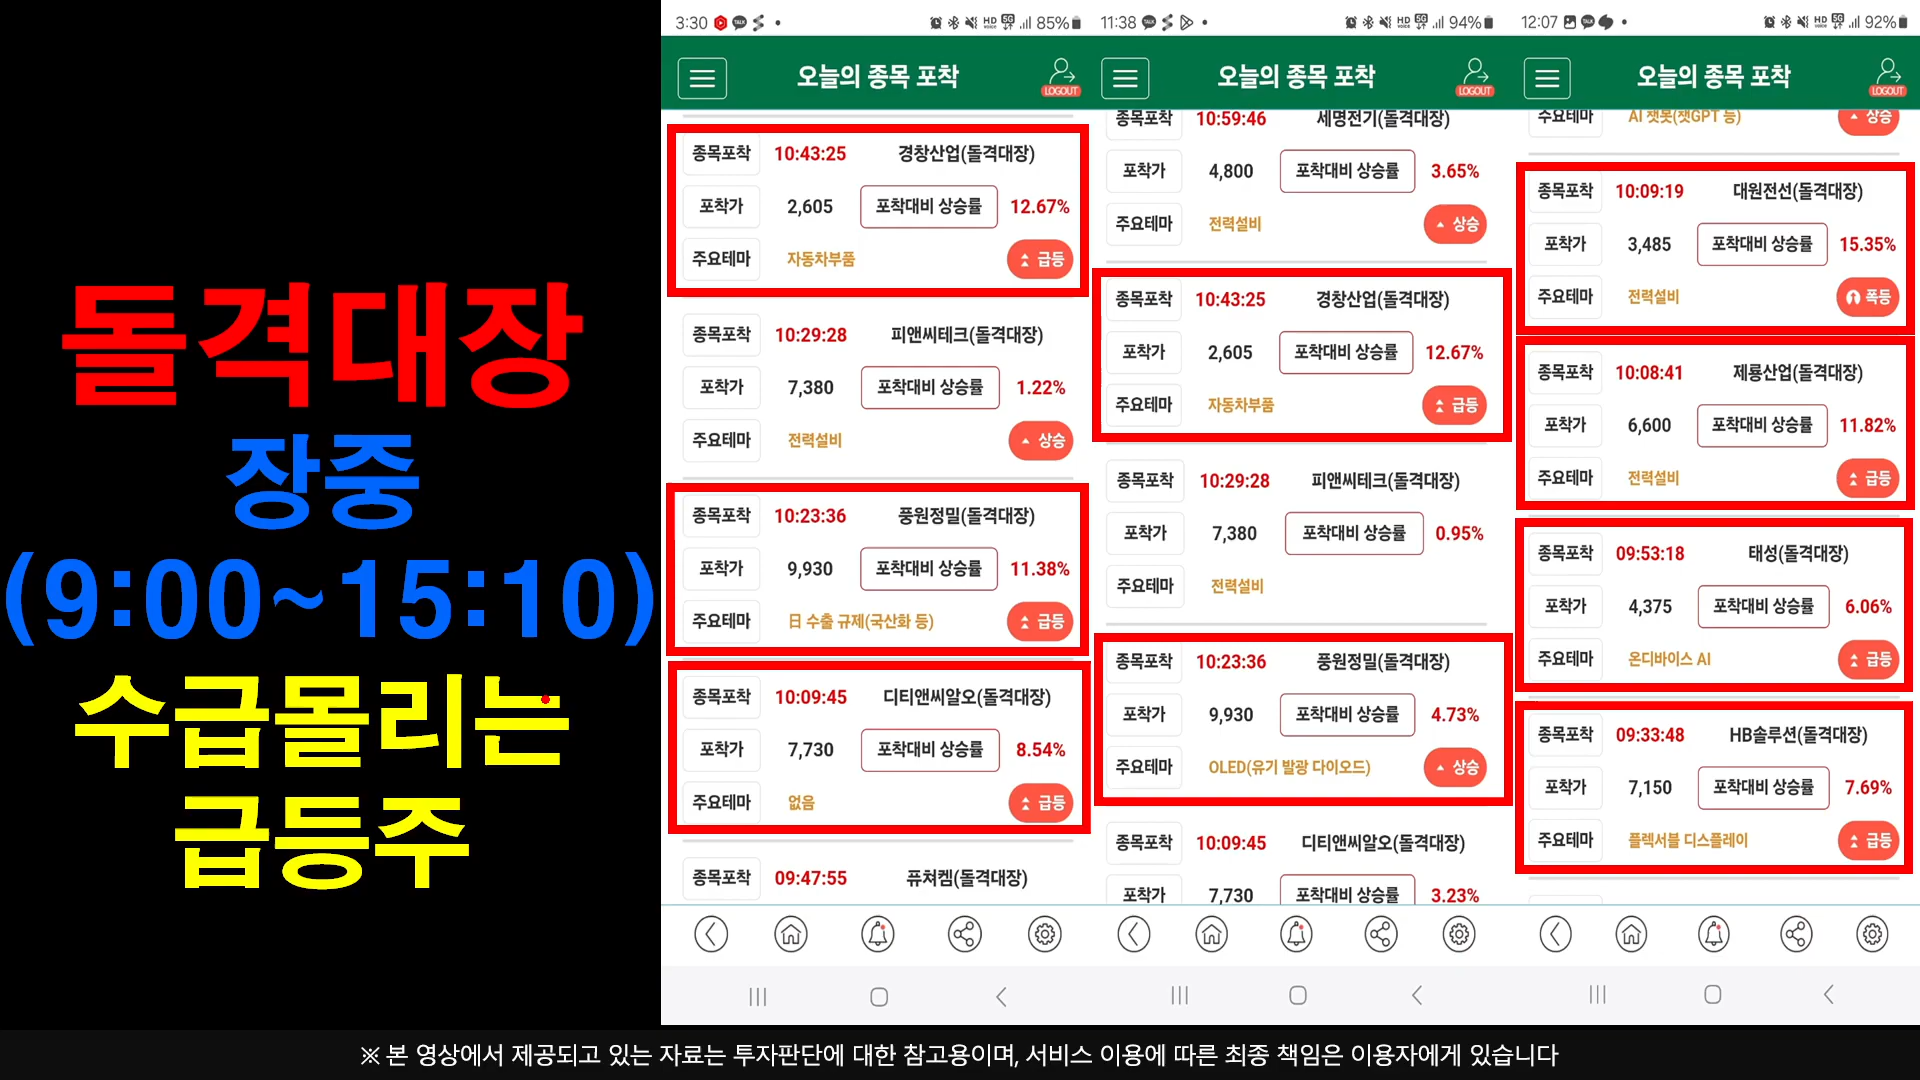 돌격대장
장중
(9:00~15:10)
수급몰리는
급등주
3:30 TALK HD VOICE 5G 85%
오늘의 종목 포착
LOGOUT
종목포착 10:43:25 경창산업(돌격대장)
포착가 2,605 포착대비 상승률 12.67%
주요테마 자동차부품 급등
종목포착 10:29:28 피앤씨테크(돌격대장)
포착가 7,380 포착대비 상승률 1.22%
주요테마 전력설비 상승
종목포착 10:23:36 풍원정밀(돌격대장)
포착가 9,930 포착대비 상승률 11.38%
주요테마 日 수출 규제(국산화 등) 급등
종목포착 10:09:45 디티앤씨알오(돌격대장)
포착가 7,730 포착대비 상승률 8.54%
주요테마 없음 급등
종목포착 09:47:55 퓨쳐켐(돌격대장)
11:38 TALK HD VOICE 5G 94%
오늘의 종목 포착
LOGOUT
종목포착 10:59:46 세명전기(돌격대장)
포착가 4,800 포착대비 상승률 3.65%
주요테마 전력설비 상승
종목포착 10:43:25 경창산업(돌격대장)
포착가 2,605 포착대비 상승률 12.67%
주요테마 자동차부품 급등
종목포착 10:29:28 피앤씨테크(돌격대장)
포착가 7,380 포착대비 상승률 0.95%
주요테마 전력설비
종목포착 10:23:36 풍원정밀(돌격대장)
포착가 9,930 포착대비 상승률 4.73%
주요테마 OLED(유기 발광 다이오드) 상승
종목포착 10:09:45 디티앤씨알오(돌격대장)
포착가 7,730 포착대비 상승률 3.23%
12:07 TALK HD VOICE 5G 92%
오늘의 종목 포착
LOGOUT
주요테마 AI 챗봇(챗GPT 등) 상승
종목포착 10:09:19 대원전선(돌격대장)
포착가 3,485 포착대비 상승률 15.35%
주요테마 전력설비 폭등
종목포착 10:08:41 제룡산업(돌격대장)
포착가 6,600 포착대비 상승률 11.82%
주요테마 전력설비 급등
종목포착 09:53:18 태성(돌격대장)
포착가 4,375 포착대비 상승률 6.06%
주요테마 온디바이스 AI 급등
종목포착 09:33:48 HB솔루션(돌격대장)
포착가 7,150 포착대비 상승률 7.69%
주요테마 플렉서블 디스플레이 급등
※ 본 영상에서 제공되고 있는 자료는 투자판단에 대한 참고용이며, 서비스 이용에 따른 최종 책임은 이용자에게 있습니다